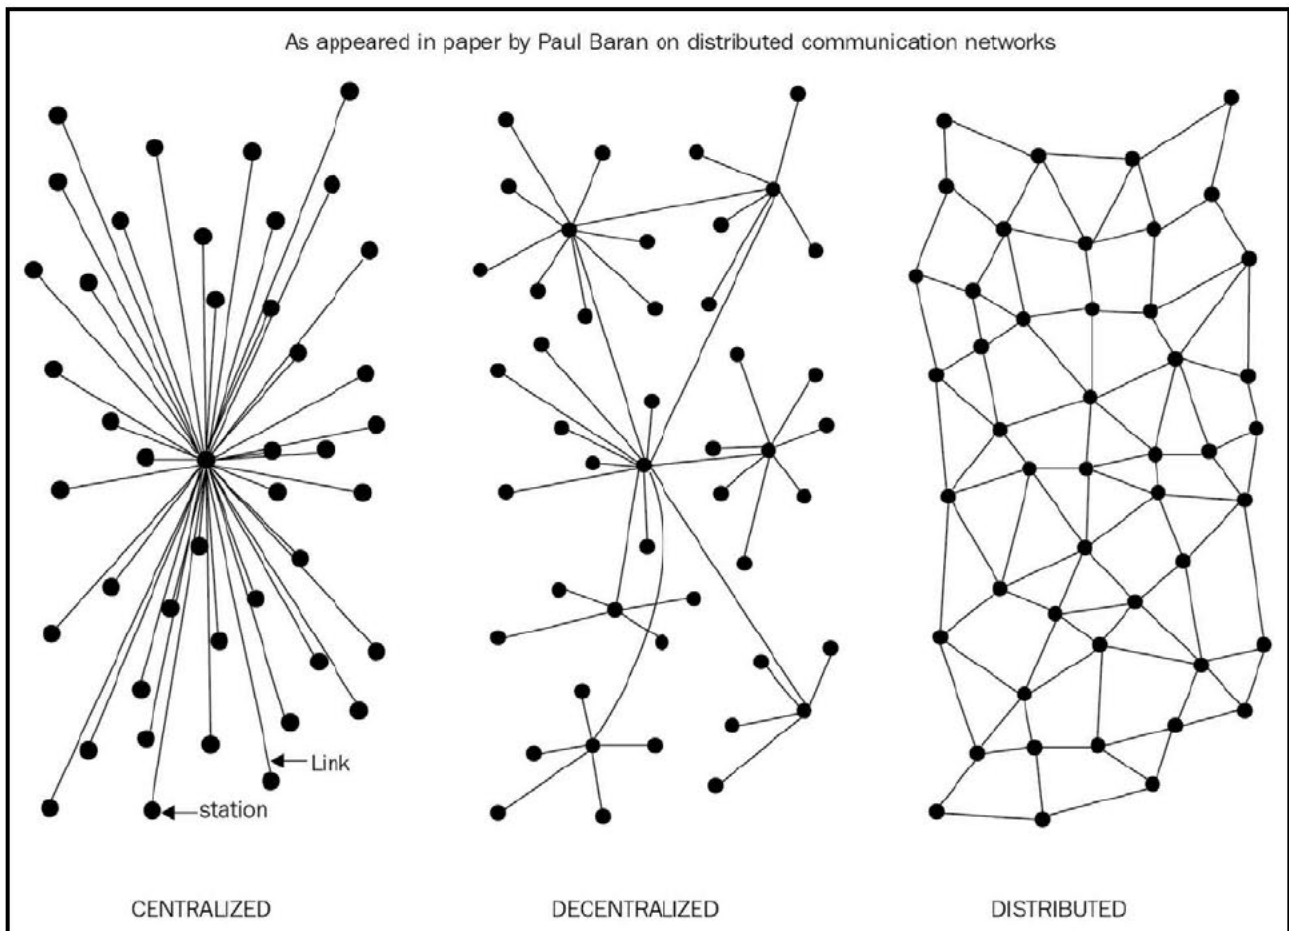 As appeared in paper by Paul Baran on distributed communication networks
Link
station
CENTRALIZED
DECENTRALIZED
DISTRIBUTED